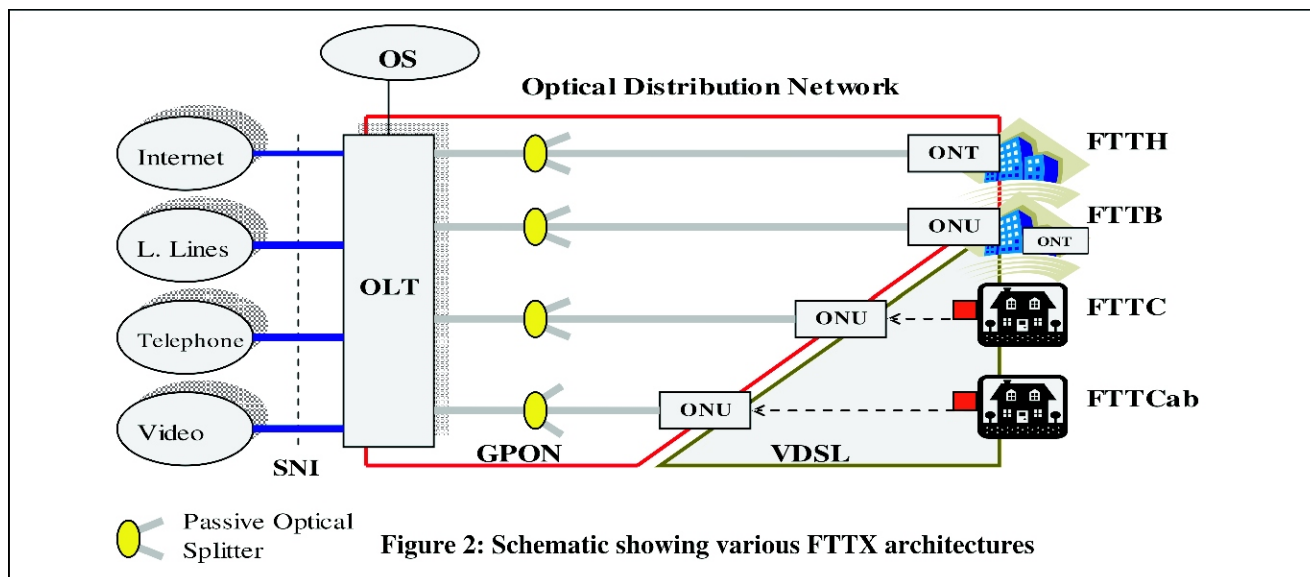 OS
Optical Distribution Network
Internet
ONT
FTTH
L. Lines
ONU
FTTB
ONT
OLT
Telephone
ONU
FTTC
Video
ONU
FTTCab
SNI
GPON
VDSL
Passive Optical
Splitter
Figure 2: Schematic showing various FTTX architectures